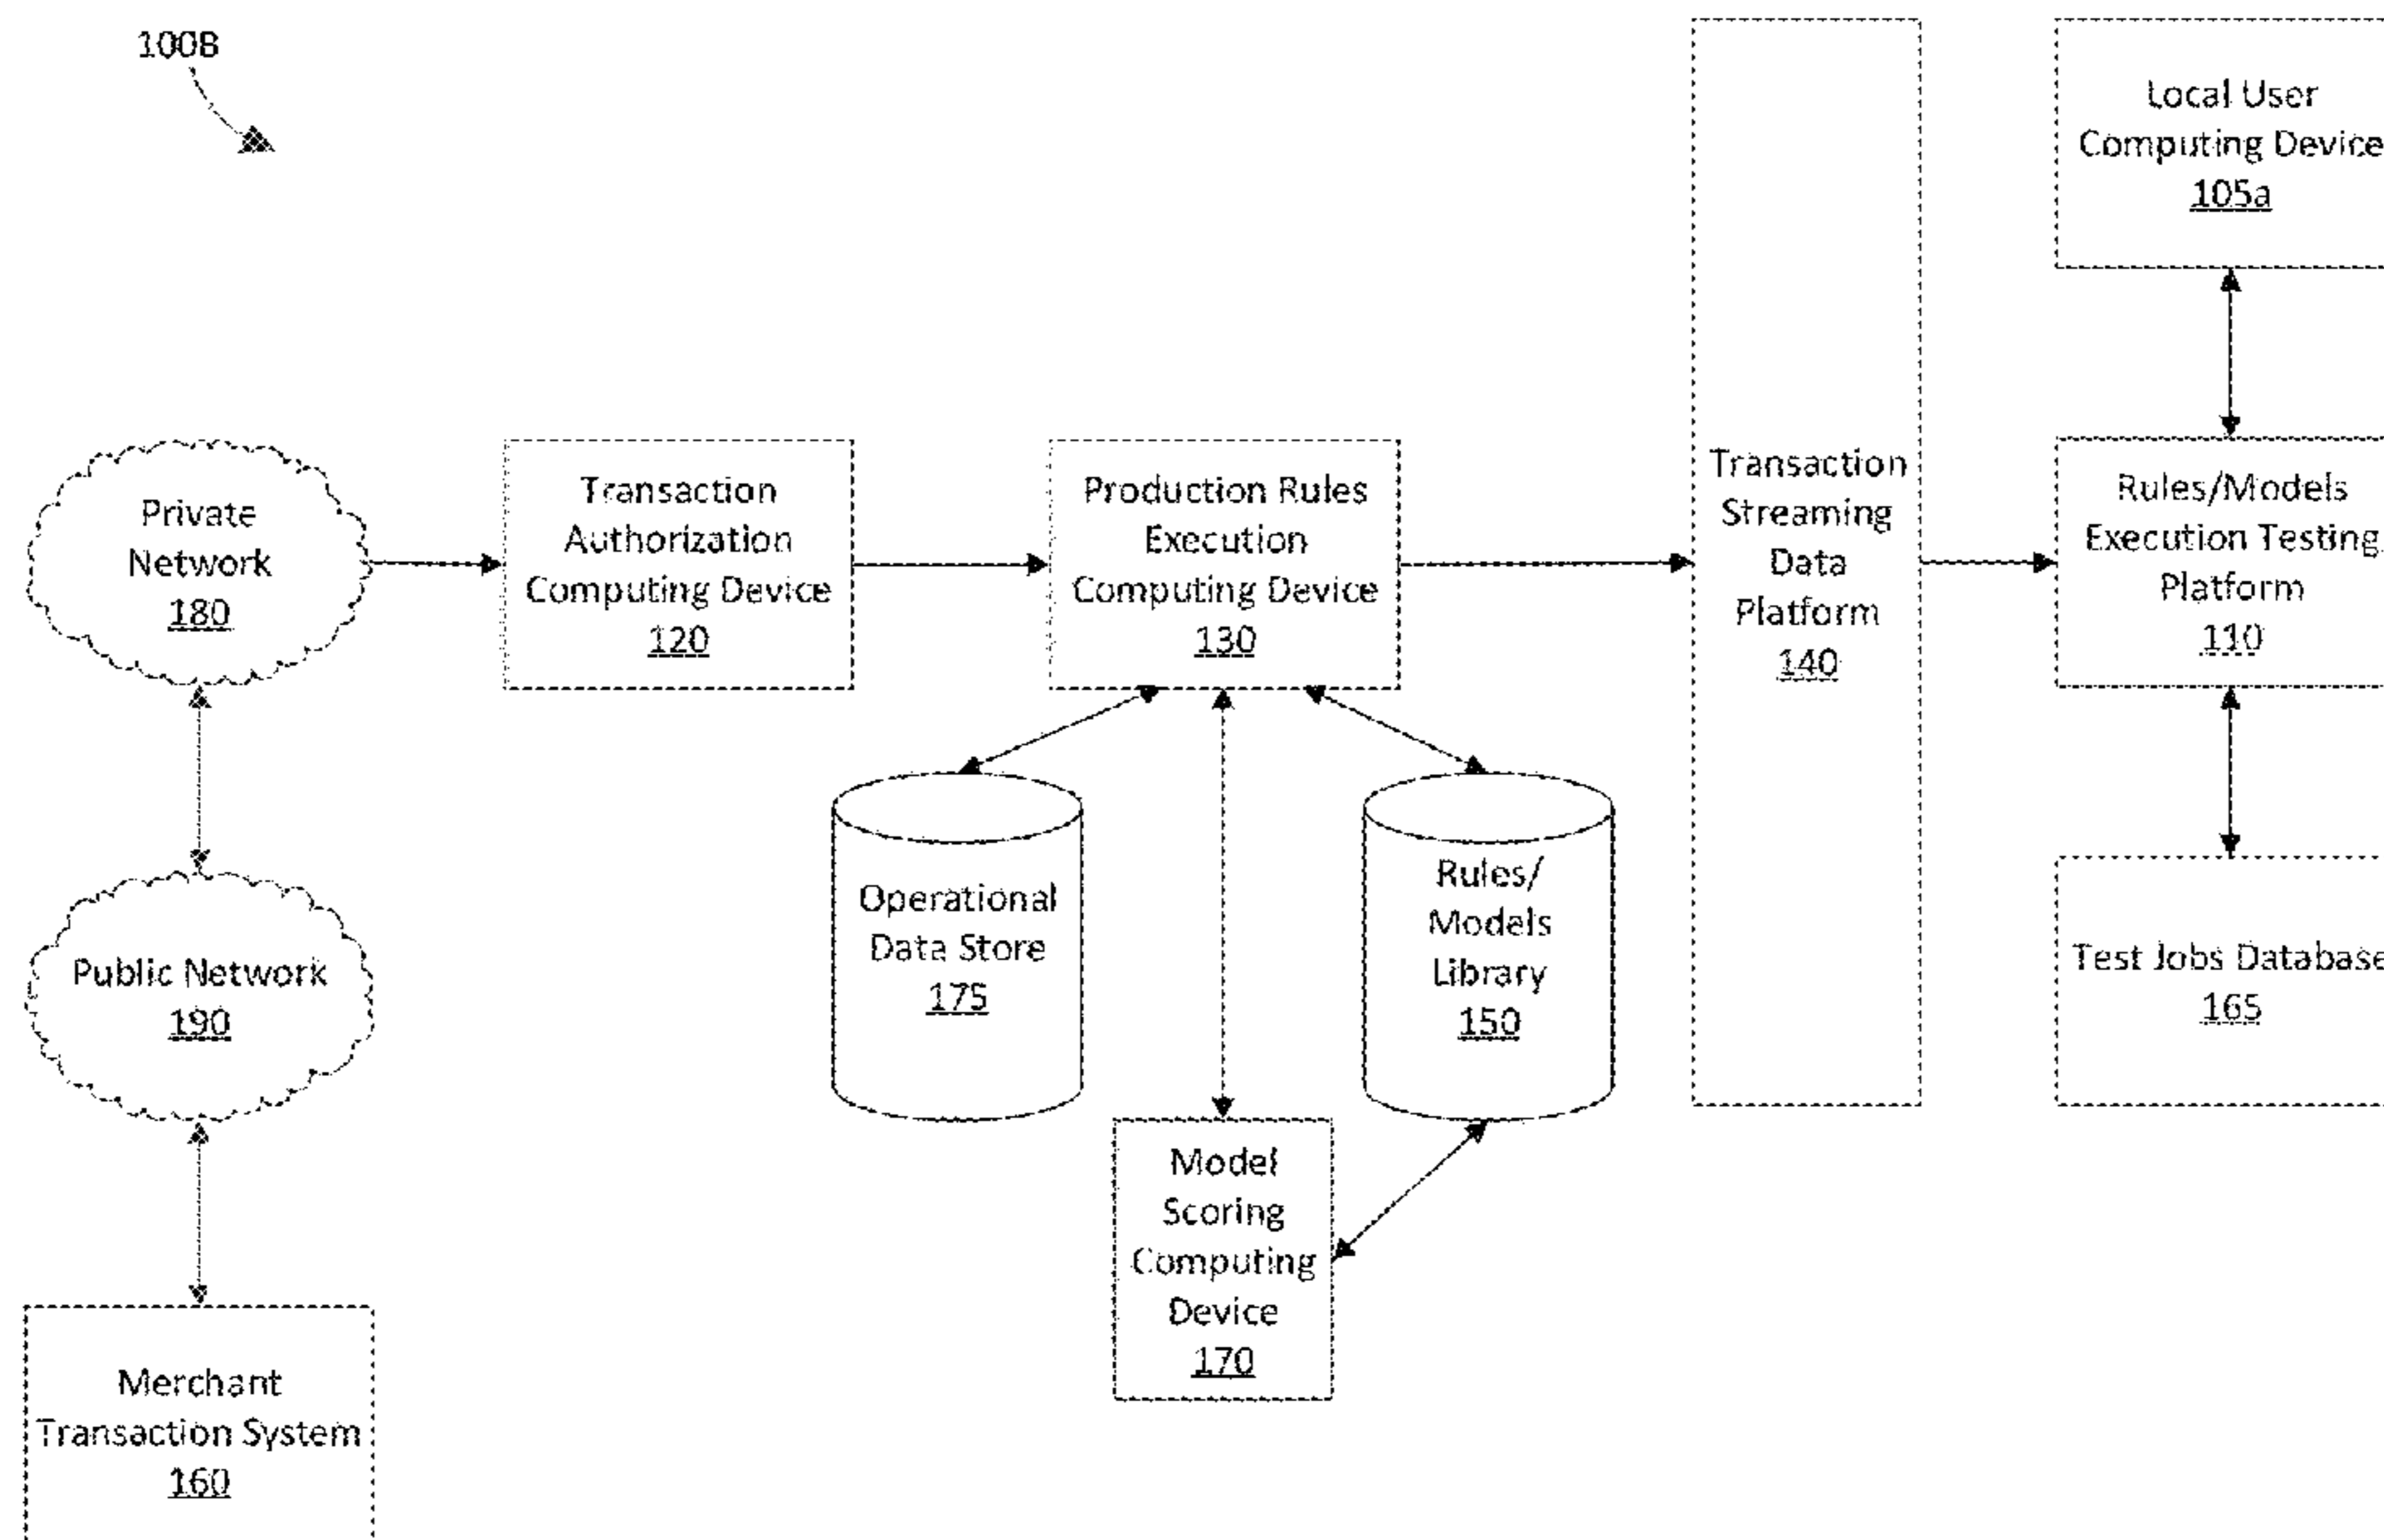 100B
Local User
Computing Device
105a
Private
Network
180
Transaction
Authorization
Computing Device
120
Production Rules
Execution
Computing Device
130
Transaction
Streaming
Data
Platform
140
Rules/Models
Execution Testing
Platform
110
Public Network
190
Operational
Data Store
175
Rules/
Models
Library
150
Test Jobs Database
165
Model
Scoring
Computing
Device
170
Merchant
Transaction System
160